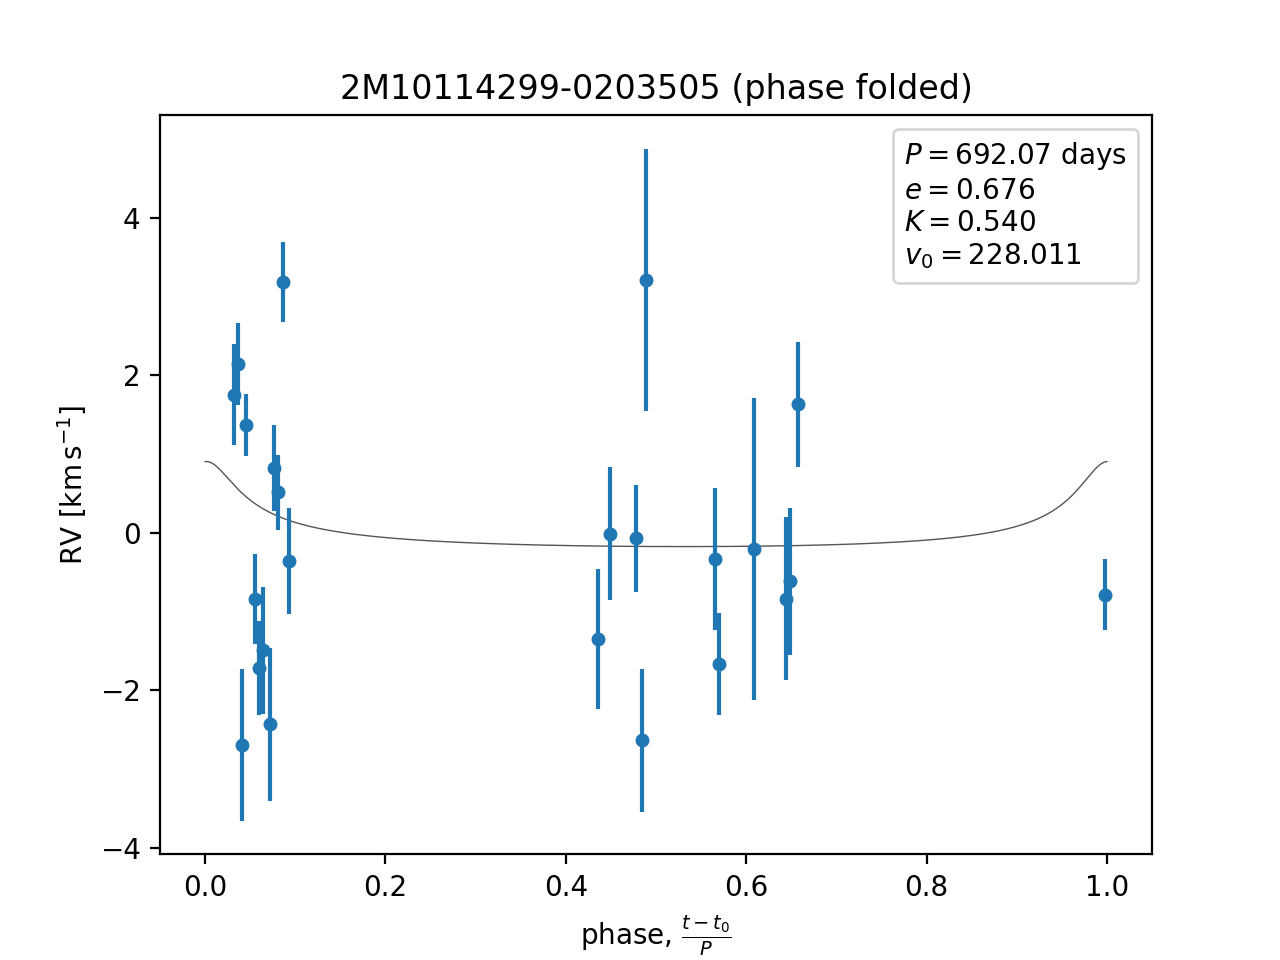 2M10114299-0203505 (phase folded)
P = 692.07 days
e = 0.676
K = 0.540
v₀ = 228.011
RV [km s⁻¹]
4
2
0
−2
−4
0.0 0.2 0.4 0.6 0.8 1.0
phase, (t − t₀)/P